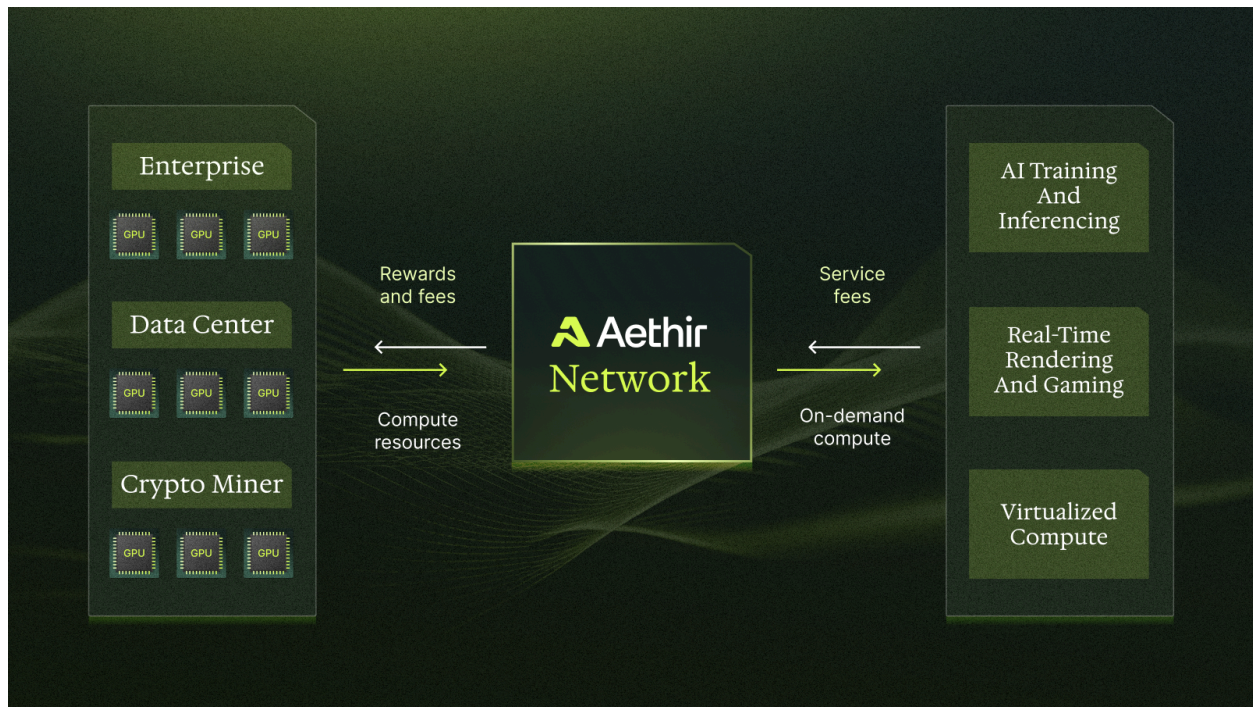 Enterprise
GPU GPU GPU
Data Center
GPU GPU GPU
Crypto Miner
GPU GPU GPU
Rewards
and fees
Compute
resources
Aethir
Network
Service
fees
On-demand
compute
AI Training
And
Inferencing
Real-Time
Rendering
And Gaming
Virtualized
Compute